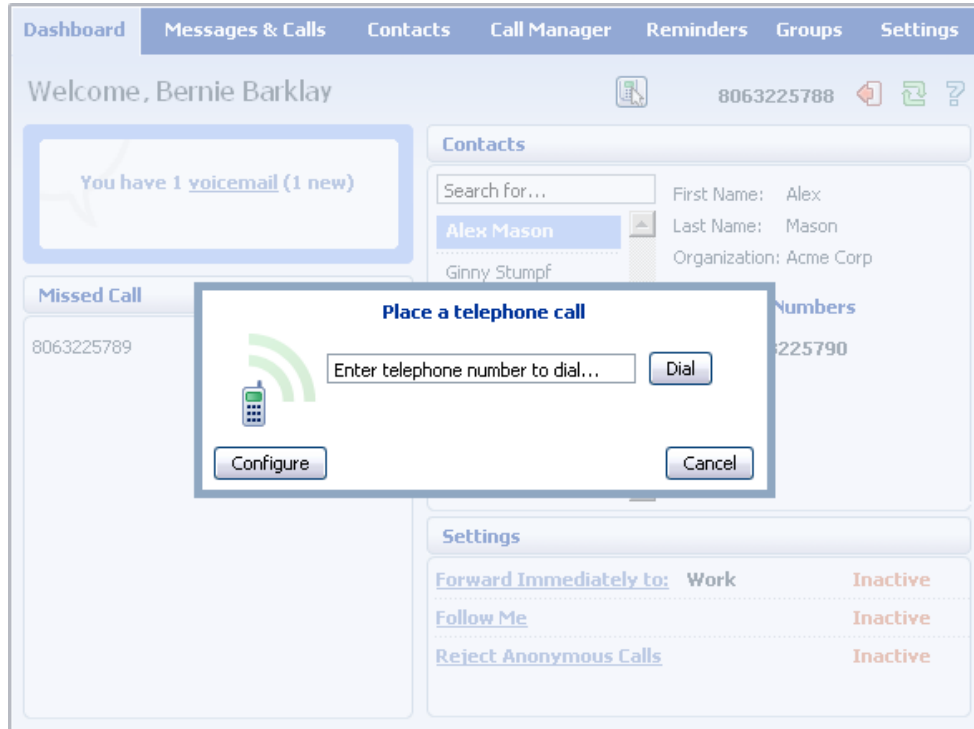 Dashboard Messages & Calls Contacts Call Manager Reminders Groups Settings
Welcome, Bernie Barklay
8063225788
?
You have 1 voicemail (1 new)
Contacts
Search for...
Alex Mason
Ginny Stumpf
First Name: Alex
Last Name: Mason
Organization: Acme Corp
Numbers
3225790
Missed Call
8063225789
Place a telephone call
Enter telephone number to dial...
Dial
Configure
Cancel
Settings
Forward Immediately to: Work Inactive
Follow Me Inactive
Reject Anonymous Calls Inactive